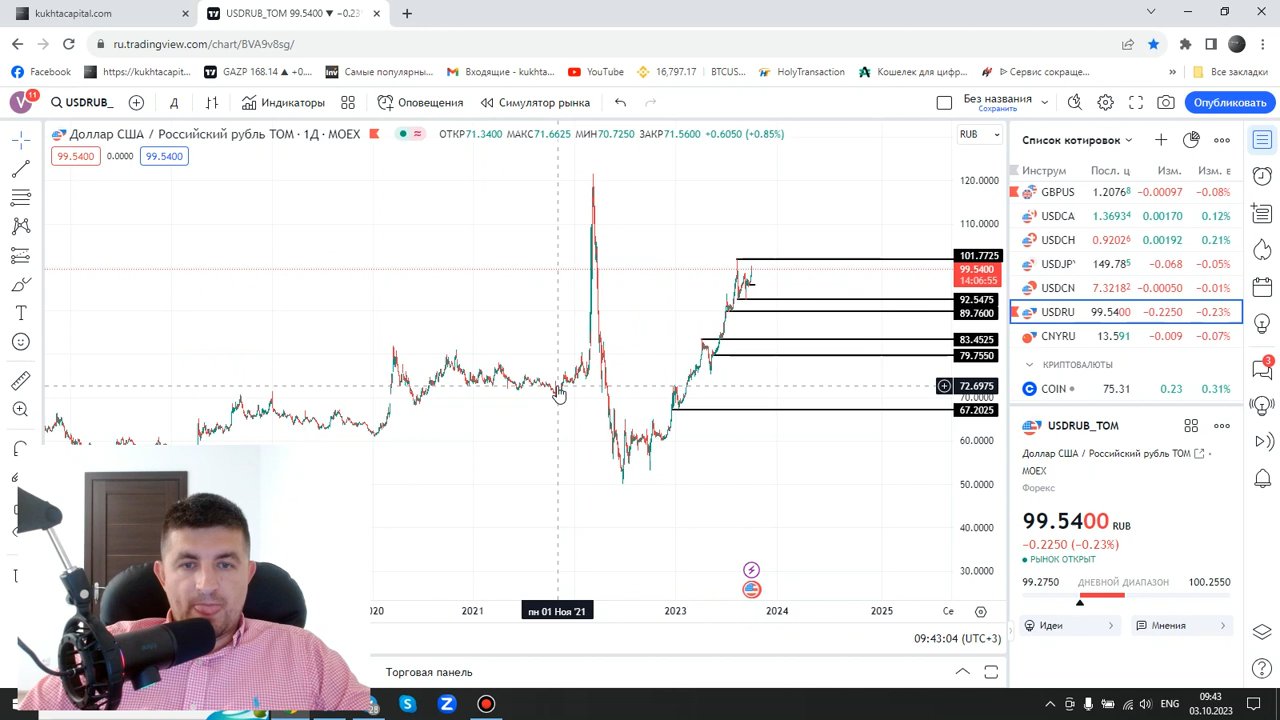 kukhtacapital.com
USDRUB_TOM 99.5400 ▼ −0.23
ru.tradingview.com/chart/BVA9v8sg/
Facebook
https://kukhtacapit...
GAZP 168.14 ▲ +0....
Самые популярны...
Входящие - kukhta...
YouTube
16,797.17 | BTCUS...
HolyTransaction
Кошелек для цифр...
Сервис сокраще...
»
Все закладки
V
11
USDRUB_
Д
Индикаторы
Оповещения
Симулятор рынка
Без названия
Сохранить
Опубликовать
Доллар США / Российский рубль ТОМ · 1Д · MOEX
ОТКР71.3400 МАКС71.6625 МИН70.7250 ЗАКР71.5600 +0.6050 (+0.85%)
RUB
99.5400
0.0000
99.5400
120.0000
110.0000
101.7725
99.5400
14:06:55
92.5475
89.7600
83.4525
79.7550
72.6975
70.0000
67.2025
60.0000
50.0000
40.0000
30.0000
020
2021
пн 01 Ноя '21
2023
2024
2025
Се
09:43:04 (UTC+3)
Торговая панель
Список котировок
Инструм
Посл. ц
Изм.
Изм. в
GBPUS 1.20768 −0.00097 −0.08%
USDCA 1.36934 0.00170 0.12%
USDCH 0.92026 0.00192 0.21%
USDJP 149.785 −0.068 −0.05%
USDCN 7.32182 −0.00050 −0.01%
USDRU 99.5400 −0.2250 −0.23%
CNYRU 13.591 −0.009 −0.07%
КРИПТОВАЛЮТЫ
COIN 75.31 0.23 0.31%
3
USDRUB_TOM
Доллар США / Российский рубль ТОМ
MOEX
Форекс
99.5400 RUB
−0.2250 (−0.23%)
РЫНОК ОТКРЫТ
99.2750 ДНЕВНОЙ ДИАПАЗОН 100.2550
Идеи
Мнения
09:43
03.10.2023